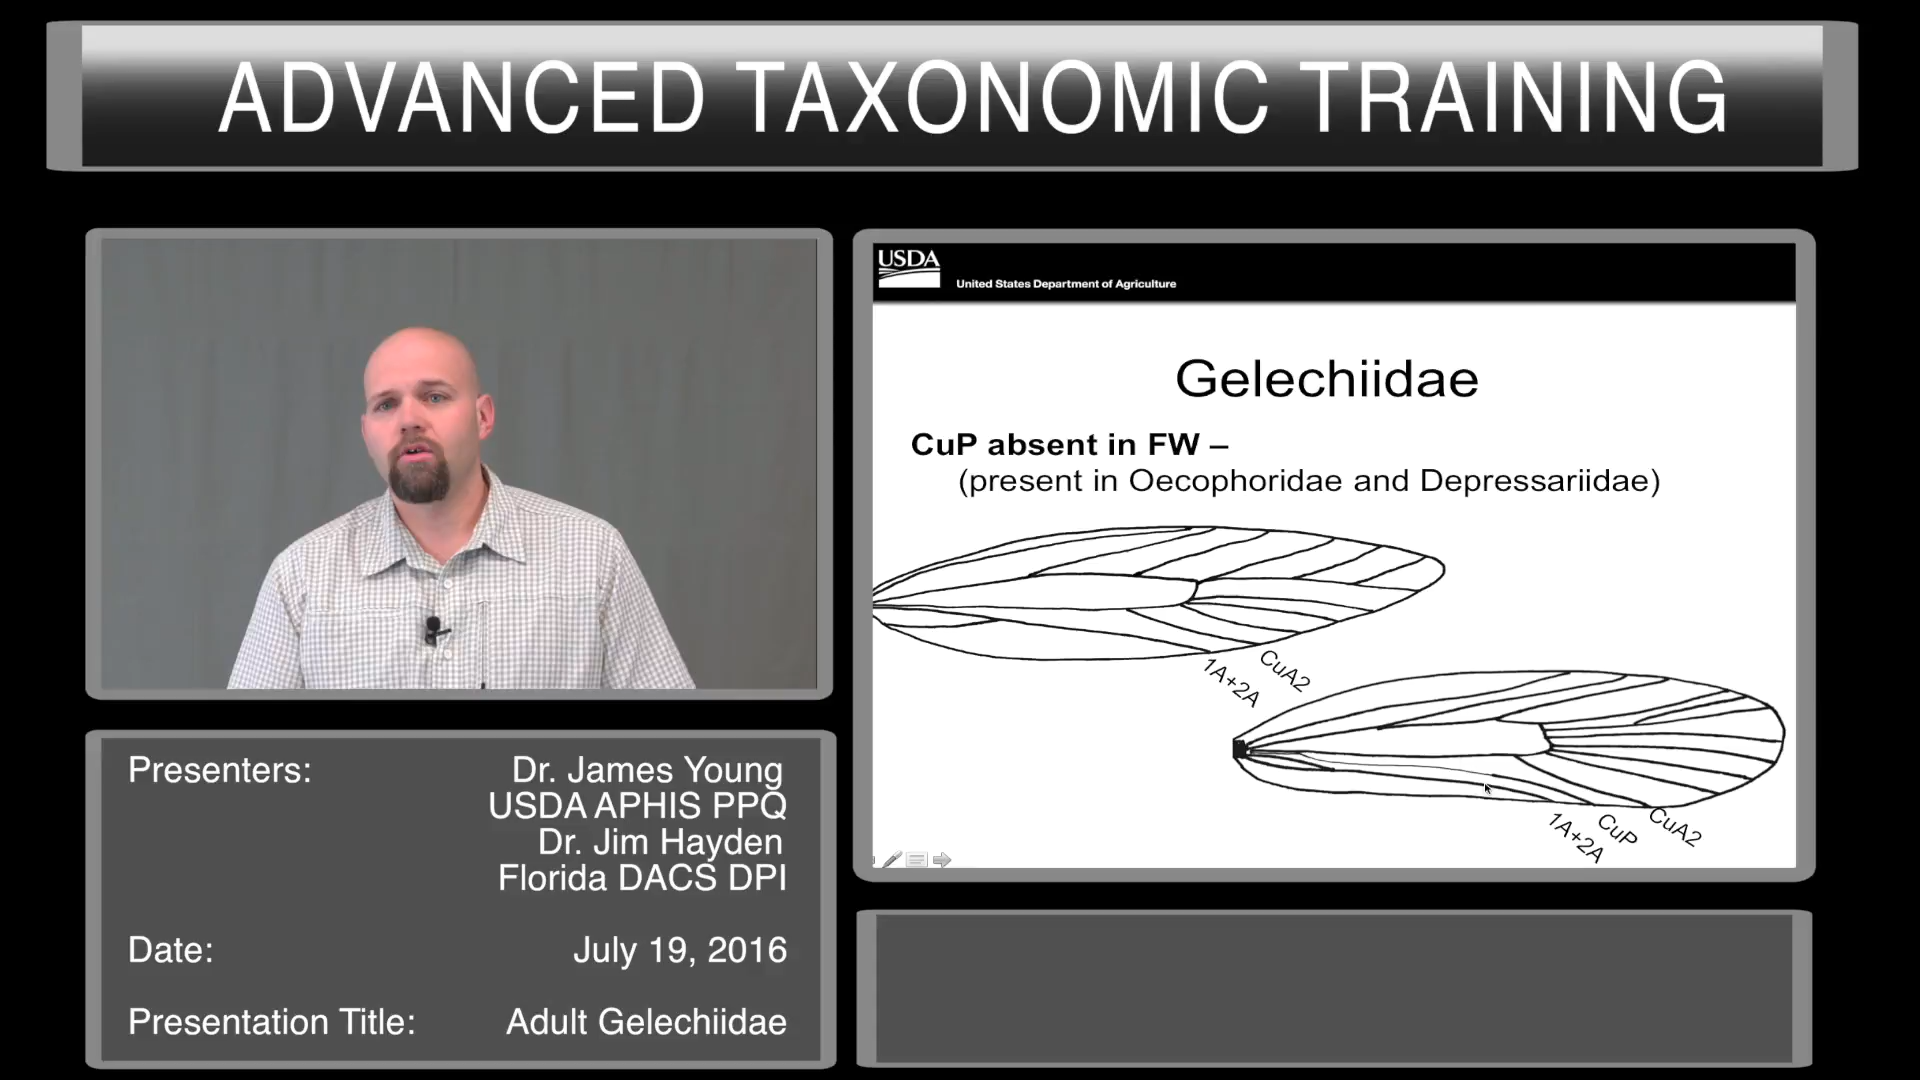 ADVANCED TAXONOMIC TRAINING
USDA
United States Department of Agriculture
Gelechiidae
CuP absent in FW –
(present in Oecophoridae and Depressariidae)
1A+2A
CuA2
1A+2A
CuP
CuA2
Presenters: Dr. James Young
USDA APHIS PPQ
Dr. Jim Hayden
Florida DACS DPI
Date: July 19, 2016
Presentation Title: Adult Gelechiidae